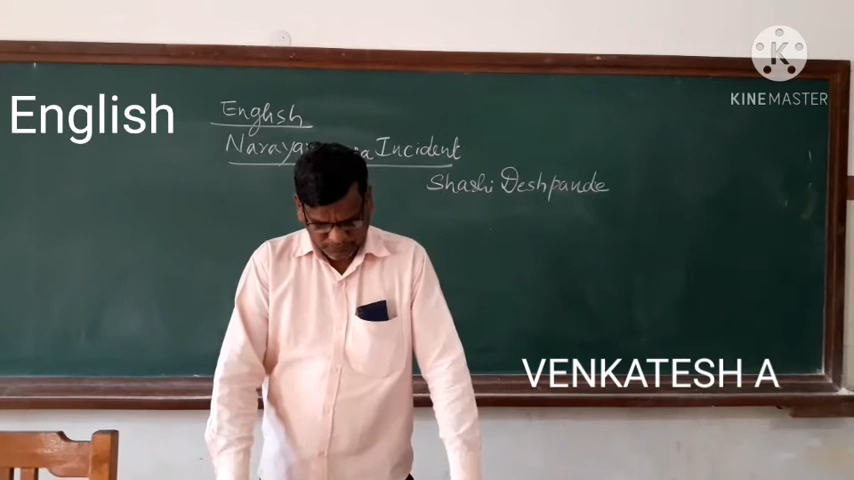 English
English
Incident
Shashi Deshpande
VENKATESH A
K
KINEMASTER